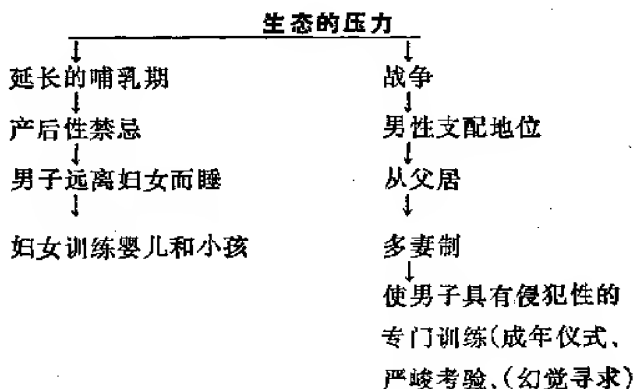 生态的压力
延长的哺乳期
产后性禁忌
男子远离妇女而睡
妇女训练婴儿和小孩
战争
男性支配地位
从父居
多妻制
使男子具有侵犯性的
专门训练(成年仪式、
严峻考验、(幻觉寻求)